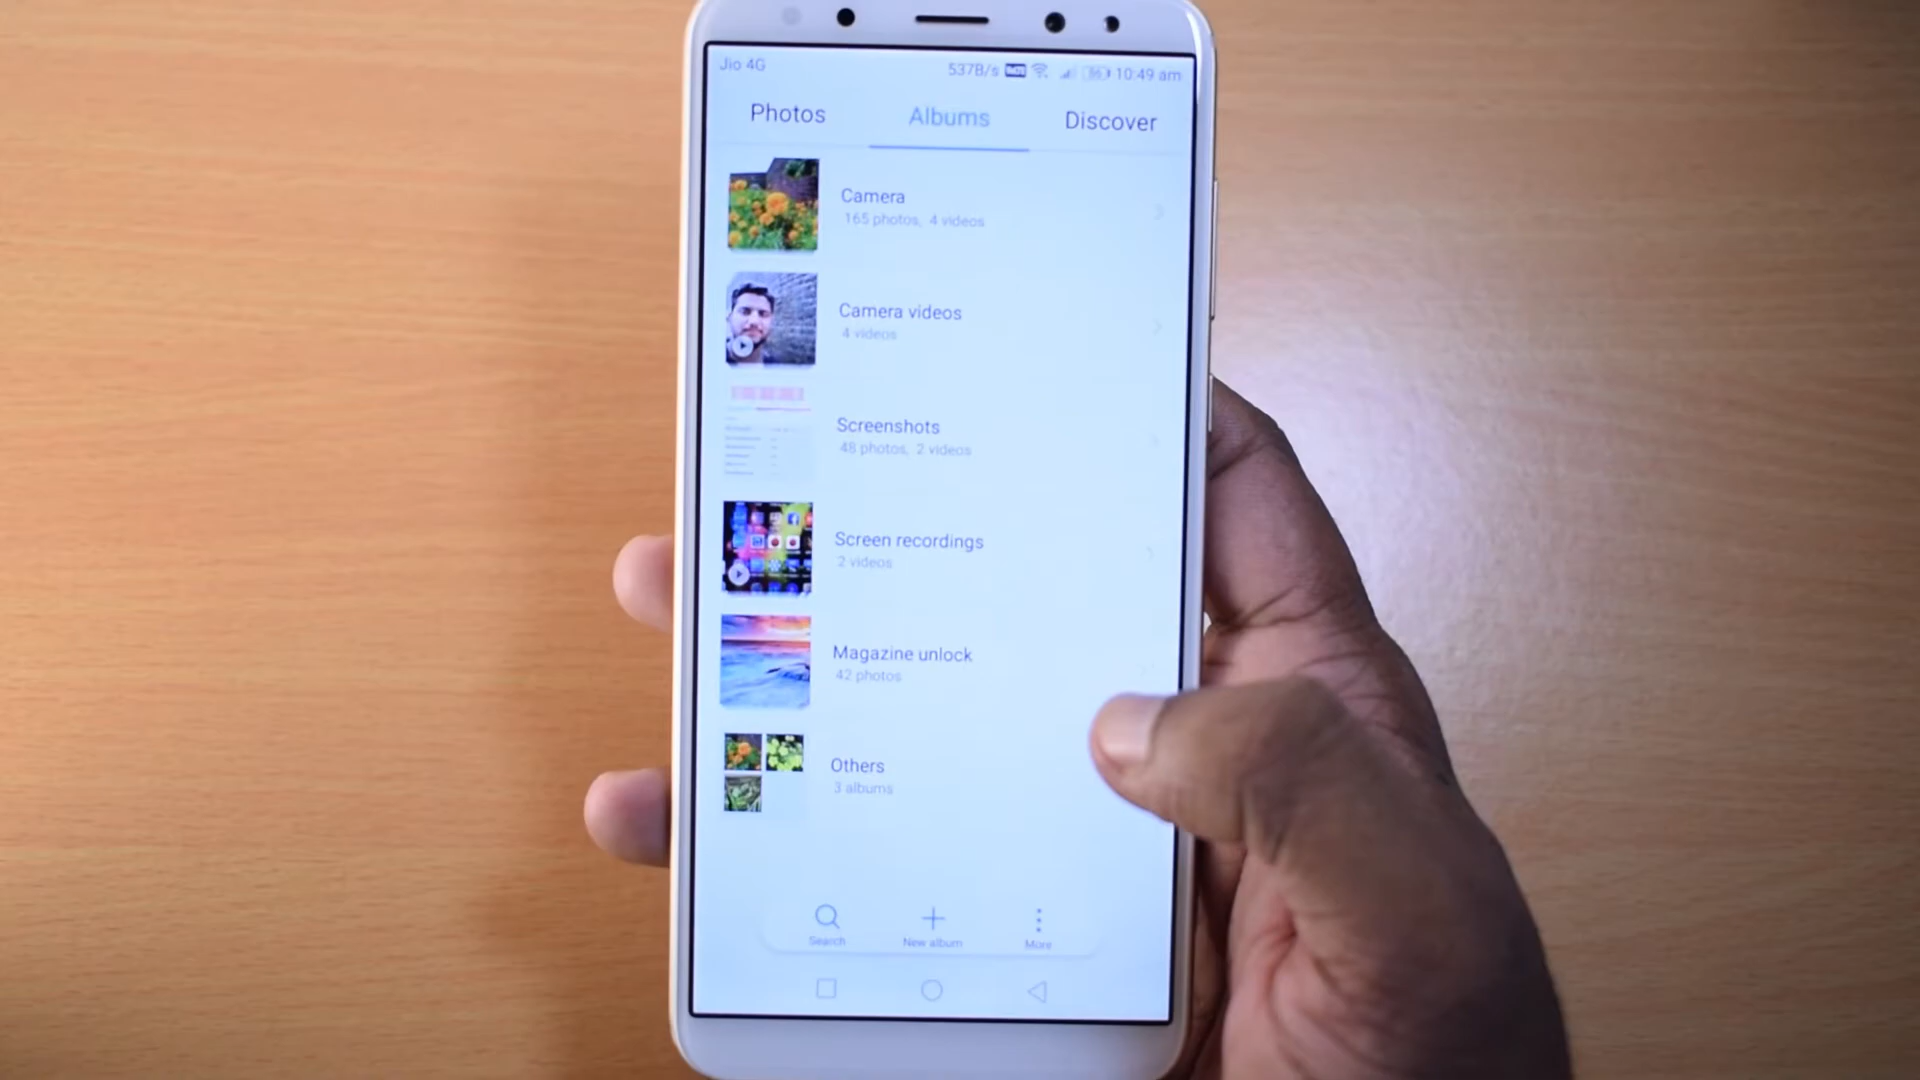 Jio 4G 537B/s 10:49 am
Photos Albums Discover
Camera
165 photos, 4 videos
Camera videos
4 videos
Screenshots
48 photos, 2 videos
Screen recordings
2 videos
Magazine unlock
42 photos
Others
3 albums
Search New album More